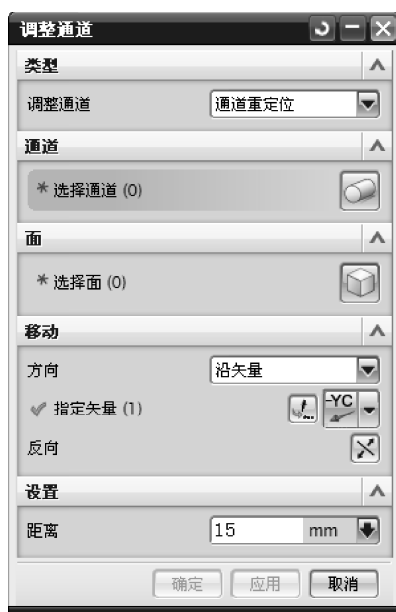 调整通道
类型
调整通道 通道重定位
通道
* 选择通道 (0)
面
* 选择面 (0)
移动
方向 沿矢量
指定矢量 (1) -YC
反向
设置
距离 15 mm
确定 应用 取消